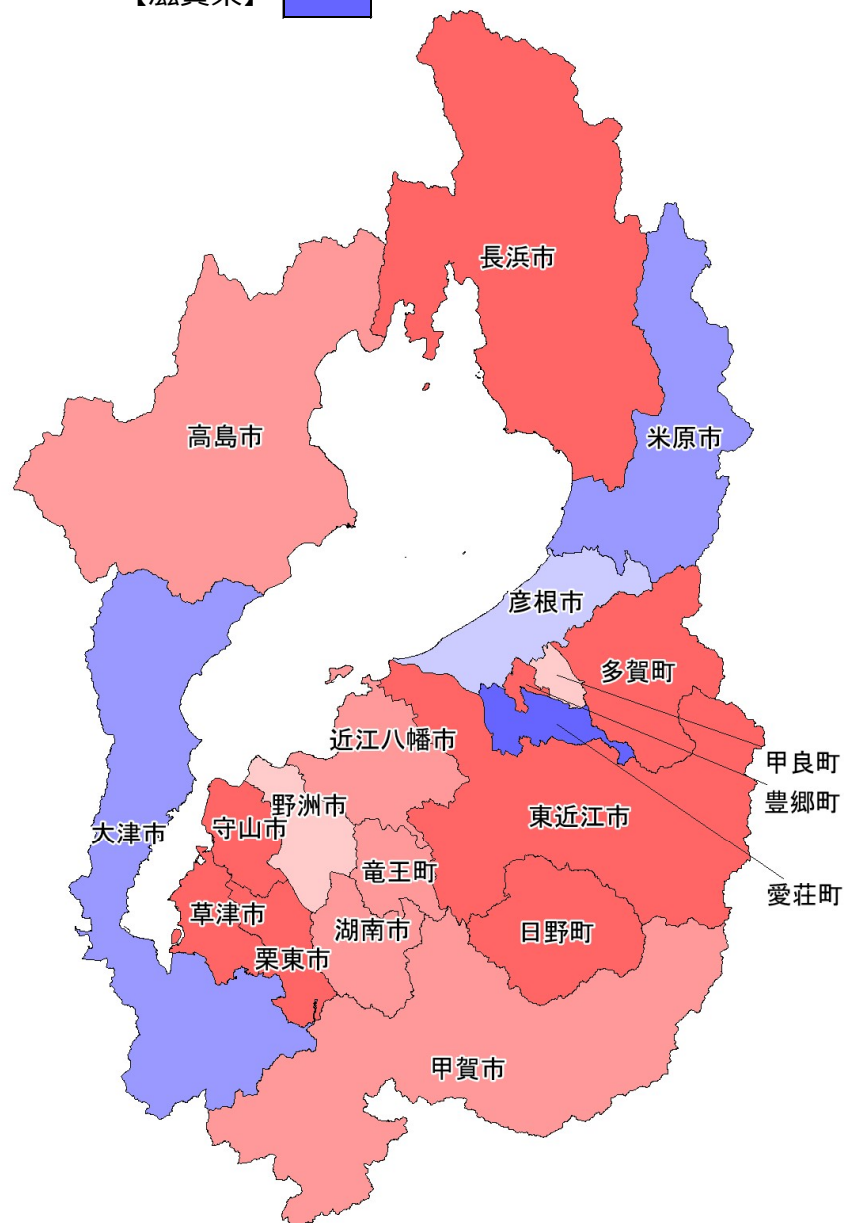 【滋賀県】
長浜市
高島市
米原市
彦根市
多賀町
近江八幡市
甲良町
豊郷町
野洲市
東近江市
守山市
大津市
竜王町
愛荘町
草津市
湖南市
日野町
栗東市
甲賀市